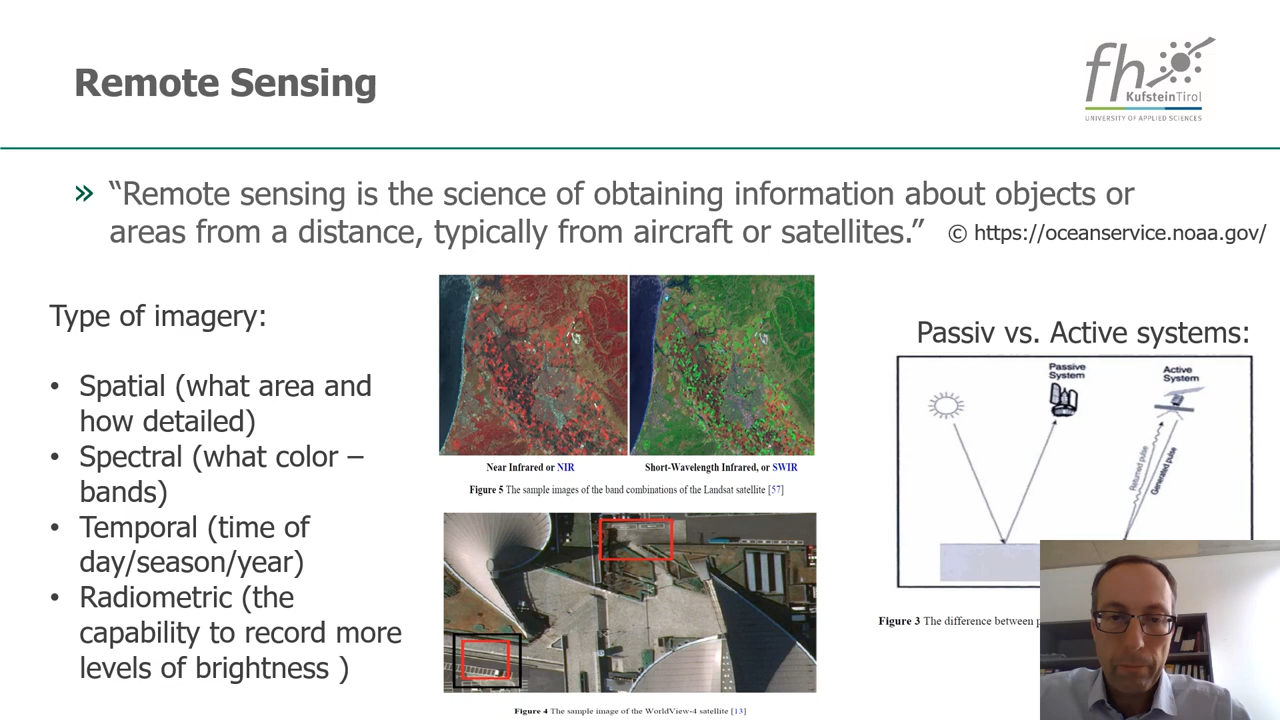 Remote Sensing
fh
KufsteinTirol
UNIVERSITY OF APPLIED SCIENCES
» “Remote sensing is the science of obtaining information about objects or
areas from a distance, typically from aircraft or satellites.” © https://oceanservice.noaa.gov/
Type of imagery:
• Spatial (what area and
how detailed)
• Spectral (what color –
bands)
• Temporal (time of
day/season/year)
• Radiometric (the
capability to record more
levels of brightness )
Near Infrared or NIR
Short-Wavelength Infrared, or SWIR
Figure 5 The sample images of the band combinations of the Landsat satellite [57]
Figure 4 The sample image of the WorldView-4 satellite [13]
Passiv vs. Active systems:
Passive
System
Active
System
Returned pulse
Generated pulse
Figure 3 The difference between